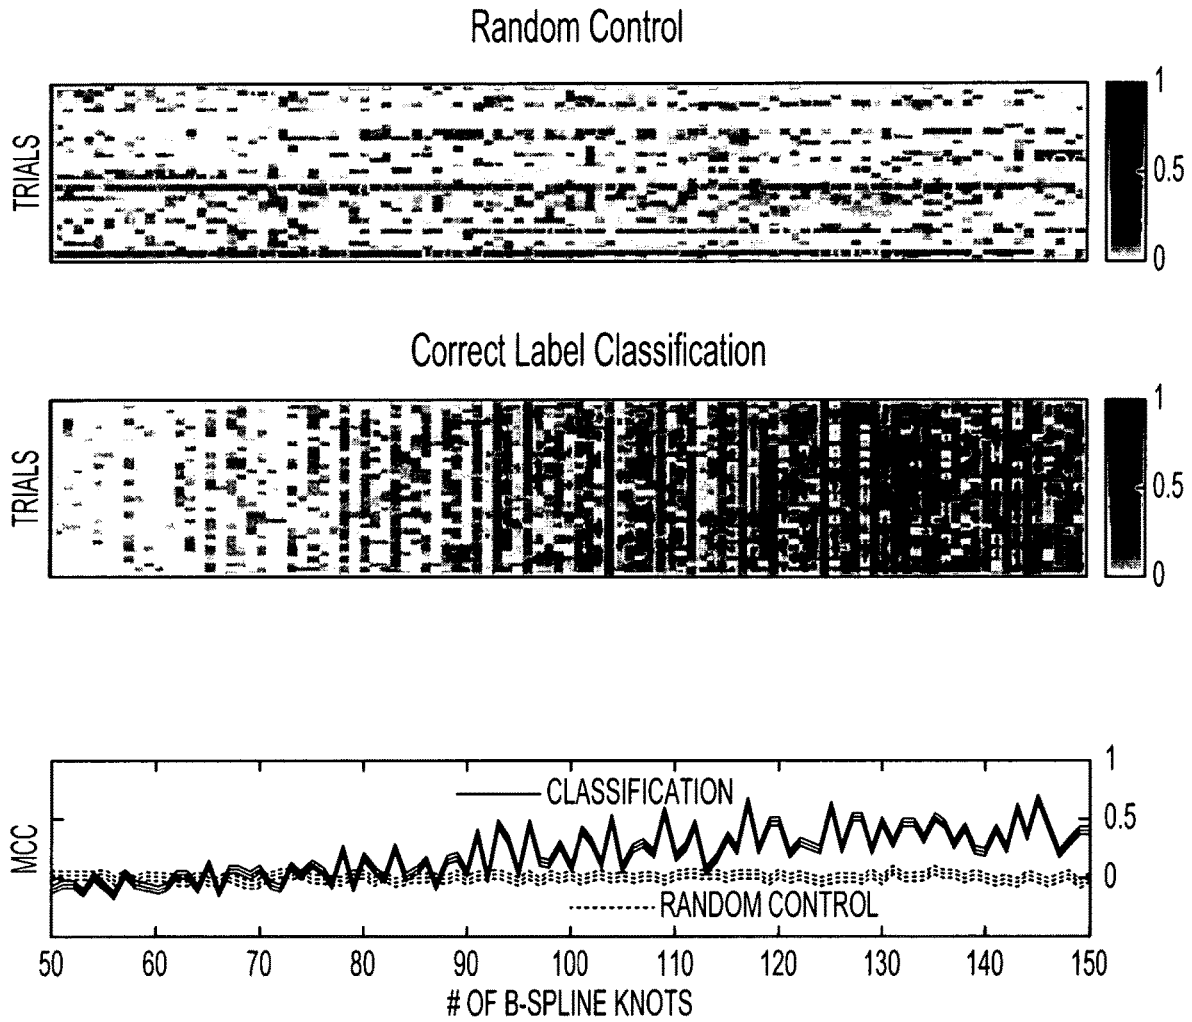 Random Control
TRIALS
1
0.5
0
Correct Label Classification
TRIALS
1
0.5
0
MCC
CLASSIFICATION
RANDOM CONTROL
1
0.5
0
50 60 70 80 90 100 110 120 130 140 150
# OF B-SPLINE KNOTS